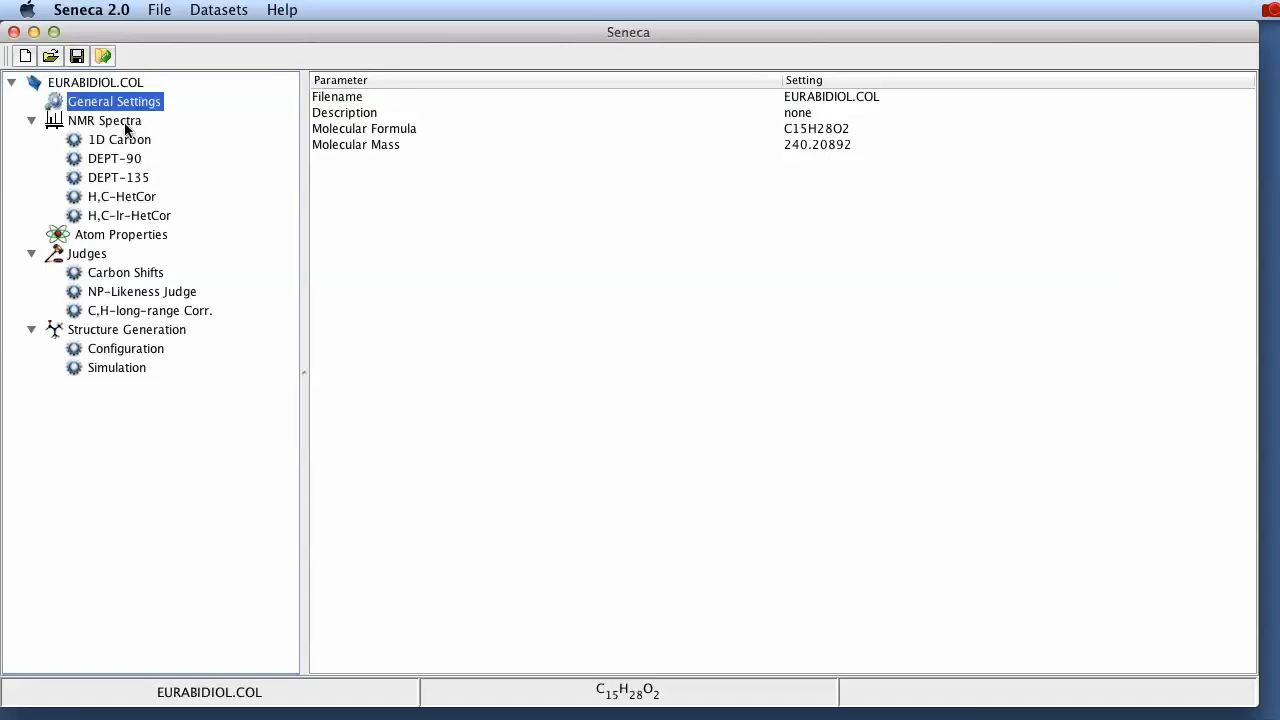 Seneca 2.0 File Datasets Help
Seneca
EURABIDIOL.COL
General Settings
NMR Spectra
1D Carbon
DEPT-90
DEPT-135
H,C-HetCor
H,C-lr-HetCor
Atom Properties
Judges
Carbon Shifts
NP-Likeness Judge
C,H-long-range Corr.
Structure Generation
Configuration
Simulation
Parameter Setting
Filename EURABIDIOL.COL
Description none
Molecular Formula C15H28O2
Molecular Mass 240.20892
EURABIDIOL.COL C15H28O2